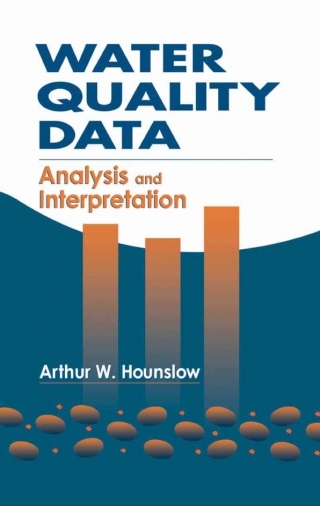 WATER
QUALITY
DATA
Analysis and
Interpretation
Arthur W. Hounslow